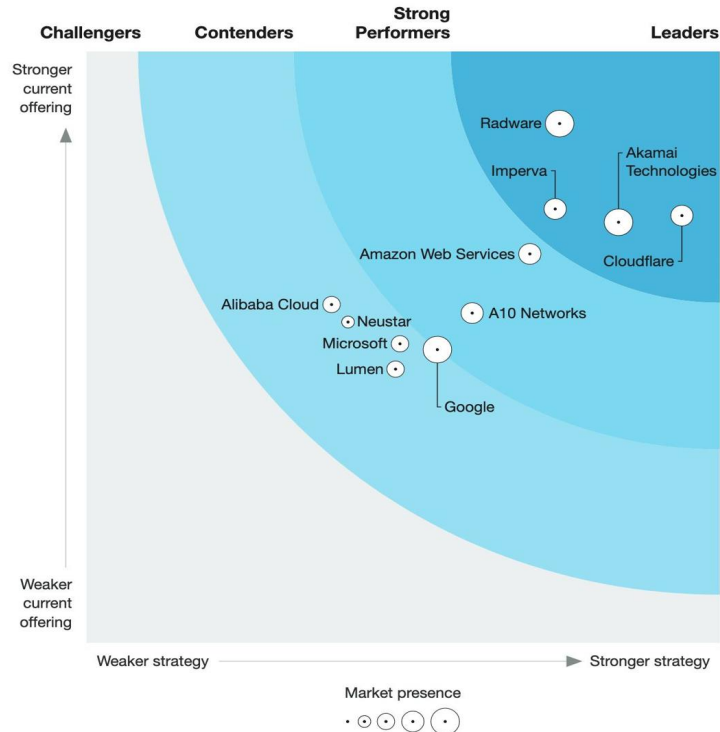 Challengers
Contenders
Strong
Performers
Leaders
Stronger
current
offering
Radware
Akamai
Technologies
Imperva
Cloudflare
Amazon Web Services
Alibaba Cloud
Neustar
A10 Networks
Microsoft
Lumen
Google
Weaker
current
offering
Weaker strategy
Stronger strategy
Market presence